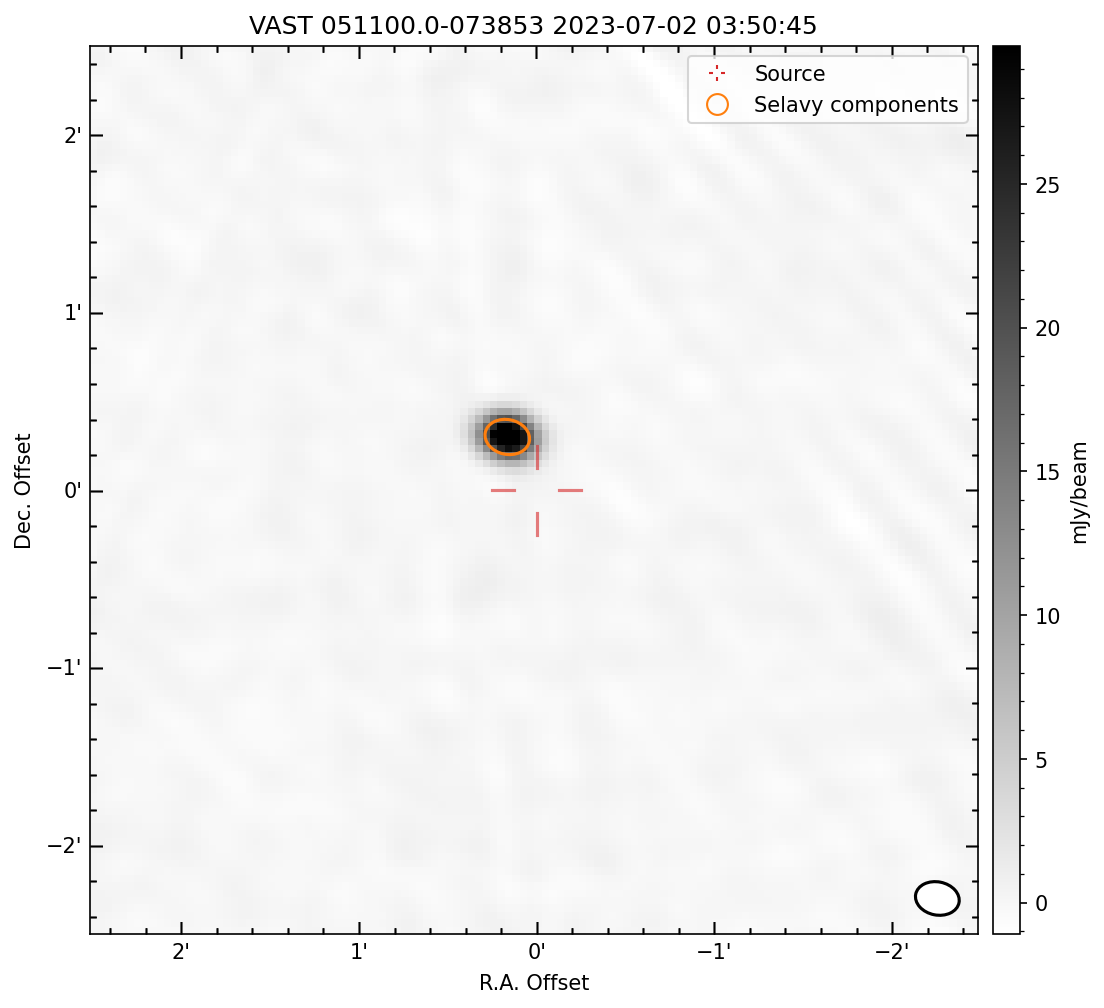 VAST 051100.0-073853 2023-07-02 03:50:45
Source
Selavy components
2'
1'
0'
−1'
−2'
Dec. Offset
2'
1'
0'
−1'
−2'
R.A. Offset
25
20
15
10
5
0
mJy/beam